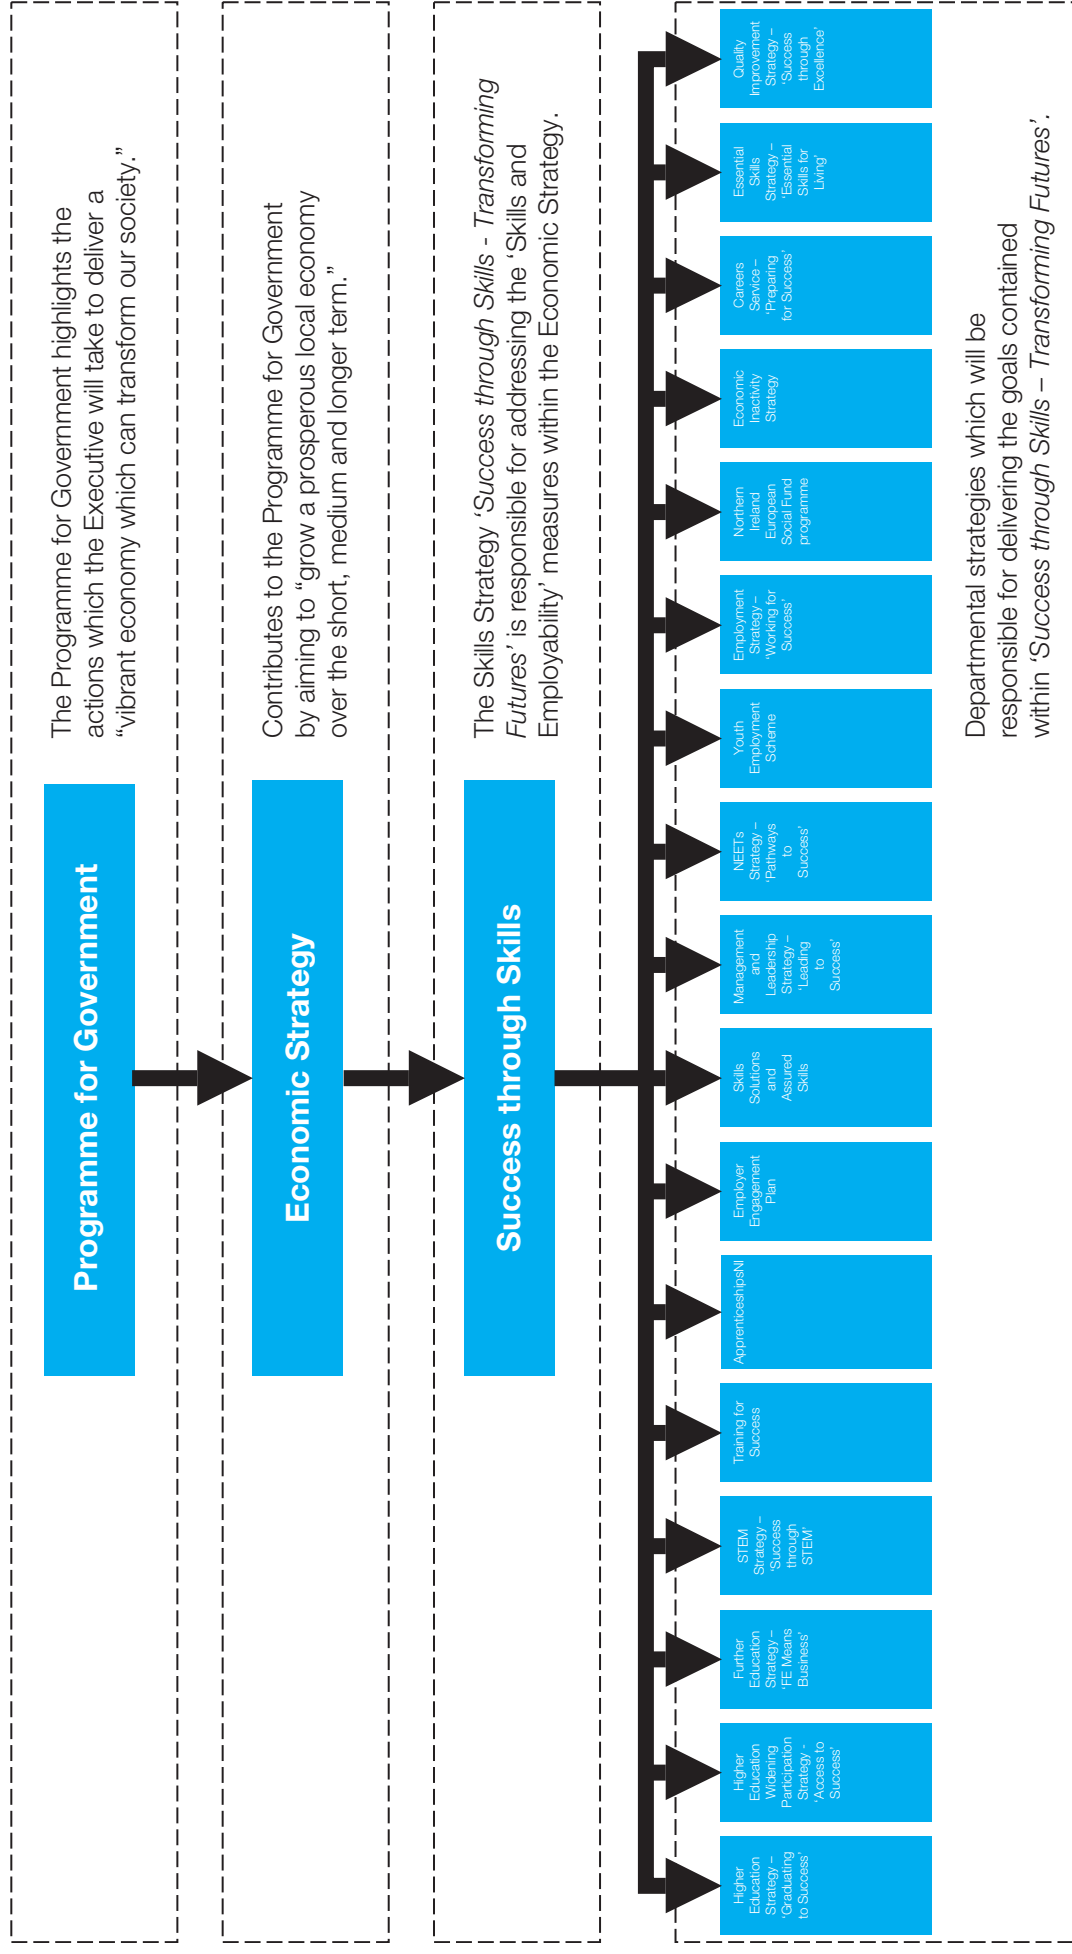 Programme for Government
The Programme for Government highlights the
actions which the Executive will take to deliver a
“vibrant economy which can transform our society.”
Economic Strategy
Contributes to the Programme for Government
by aiming to “grow a prosperous local economy
over the short, medium and longer term.”
Success through Skills
The Skills Strategy ‘Success through Skills - Transforming
Futures’ is responsible for addressing the ‘Skills and
Employability’ measures within the Economic Strategy.
Higher
Education
Strategy –
‘Graduating
to Success’
Higher
Education
Widening
Participation
Strategy -
‘Access to
Success’
Further
Education
Strategy –
‘FE Means
Business’
STEM
Strategy –
‘Success
through
STEM’
Training for
Success
ApprenticeshipsNI
Employer
Engagement
Plan
Skills
Solutions
and
Assured
Skills
Management
and
Leadership
Strategy –
‘Leading
to
Success’
NEETs
Strategy –
‘Pathways
to
Success’
Youth
Employment
Scheme
Employment
Strategy –
‘Working for
Success’
Northern
Ireland
European
Social Fund
programme
Economic
Inactivity
Strategy
Careers
Service –
‘Preparing
for Success’
Essential
Skills
Strategy –
‘Essential
Skills for
Living’
Quality
Improvement
Strategy –
‘Success
through
Excellence’
Departmental strategies which will be
responsible for delivering the goals contained
within ‘Success through Skills – Transforming Futures’.